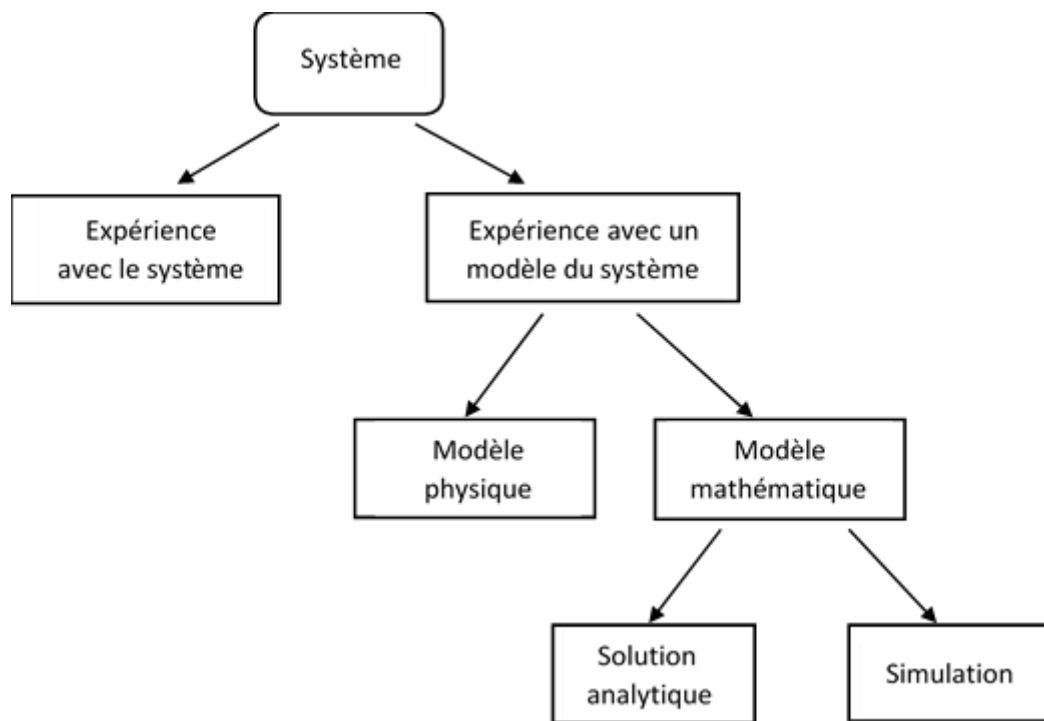 Système
Expérience
avec le système
Expérience avec un
modèle du système
Modèle
physique
Modèle
mathématique
Solution
analytique
Simulation